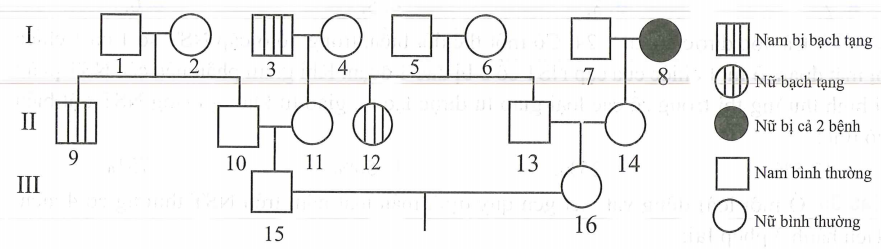 I
1 2 3 4 5 6 7 8
II
9 10 11 12 13 14
III
15 16
Nam bị bạch tạng
Nữ bạch tạng
Nữ bị cả 2 bệnh
Nam bình thường
Nữ bình thường